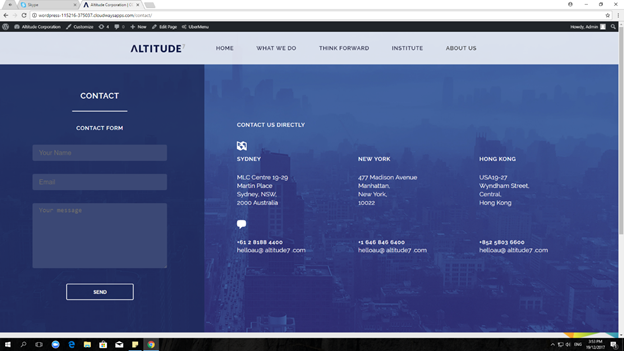 Skype
Altitude Corporation |
wordpress-115216-375037.cloudwaysapps.com/contact/
Altitude Corporation Customize 4 0 New Edit Page UberMenu
Howdy, Admin
ALTITUDE7
HOME WHAT WE DO THINK FORWARD INSTITUTE ABOUT US
CONTACT
CONTACT FORM
Your Name
Email
Your message
SEND
CONTACT US DIRECTLY
SYDNEY
MLC Centre 19-29
Martin Place
Sydney, NSW,
2000 Australia
+61 2 8188 4400
helloau@ altitude7 .com
NEW YORK
477 Madison Avenue
Manhattan,
New York,
10022
+1 646 846 6400
helloau@ altitude7 .com
HONG KONG
USA19-27
Wyndham Street,
Central,
Hong Kong
+852 5803 6600
helloau@ altitude7 .com
ENG
3:53 PM
19/12/2017